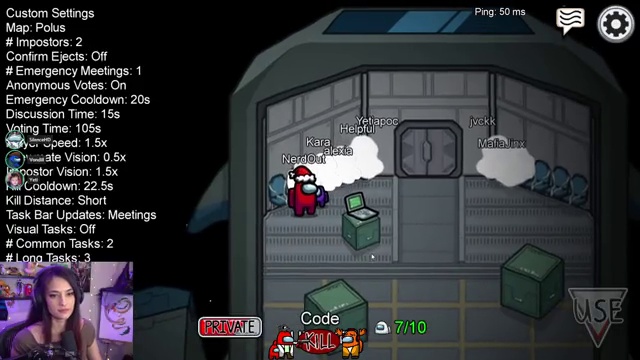 Custom Settings
Map: Polus
# Impostors: 2
Confirm Ejects: Off
# Emergency Meetings: 1
Anonymous Votes: On
Emergency Cooldown: 20s
Discussion Time: 15s
Voting Time: 105s
Speed: 1.5x
Vision: 0.5x
Impostor Vision: 1.5x
Cooldown: 22.5s
Kill Distance: Short
Task Bar Updates: Meetings
Visual Tasks: Off
# Common Tasks: 2
# Long Tasks: 3
Ping: 50 ms
Yetiapoc
Helpful
Kara
alexia
NerdOut
jvckk
MafiaJinx
USE
PRIVATE
Code
KILL
7/10